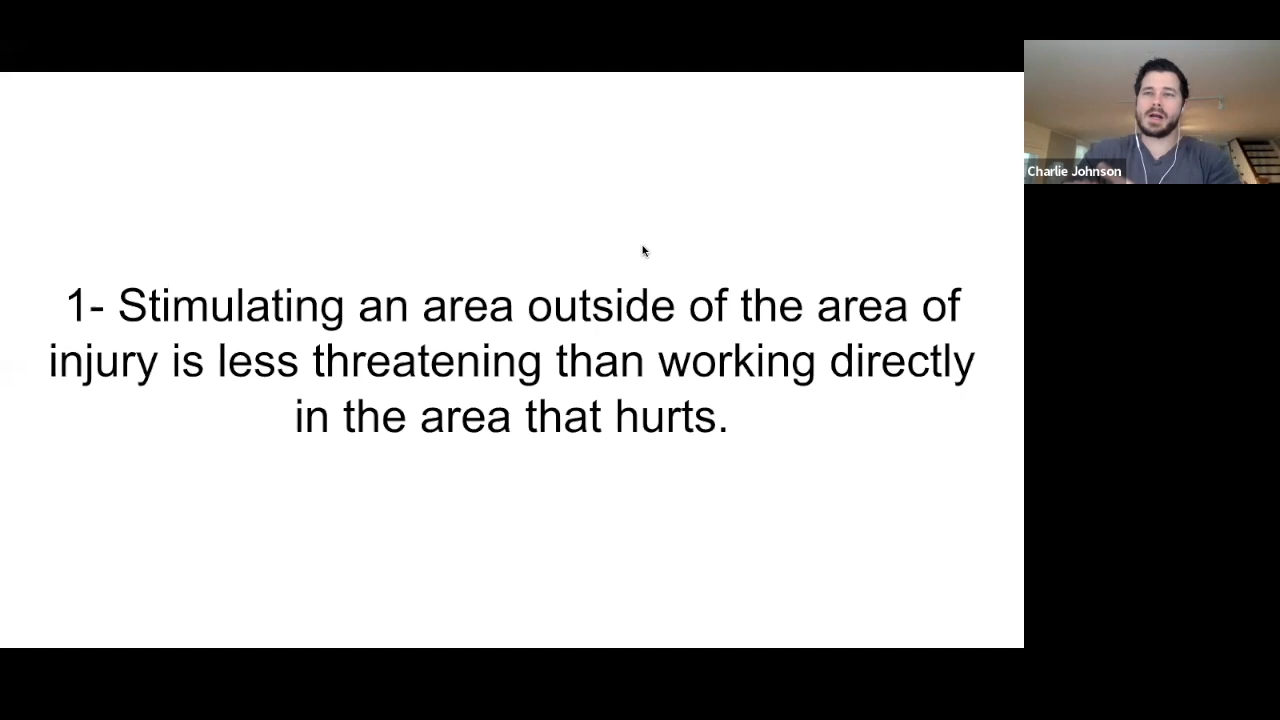 1- Stimulating an area outside of the area of
injury is less threatening than working directly
in the area that hurts.
Charlie Johnson